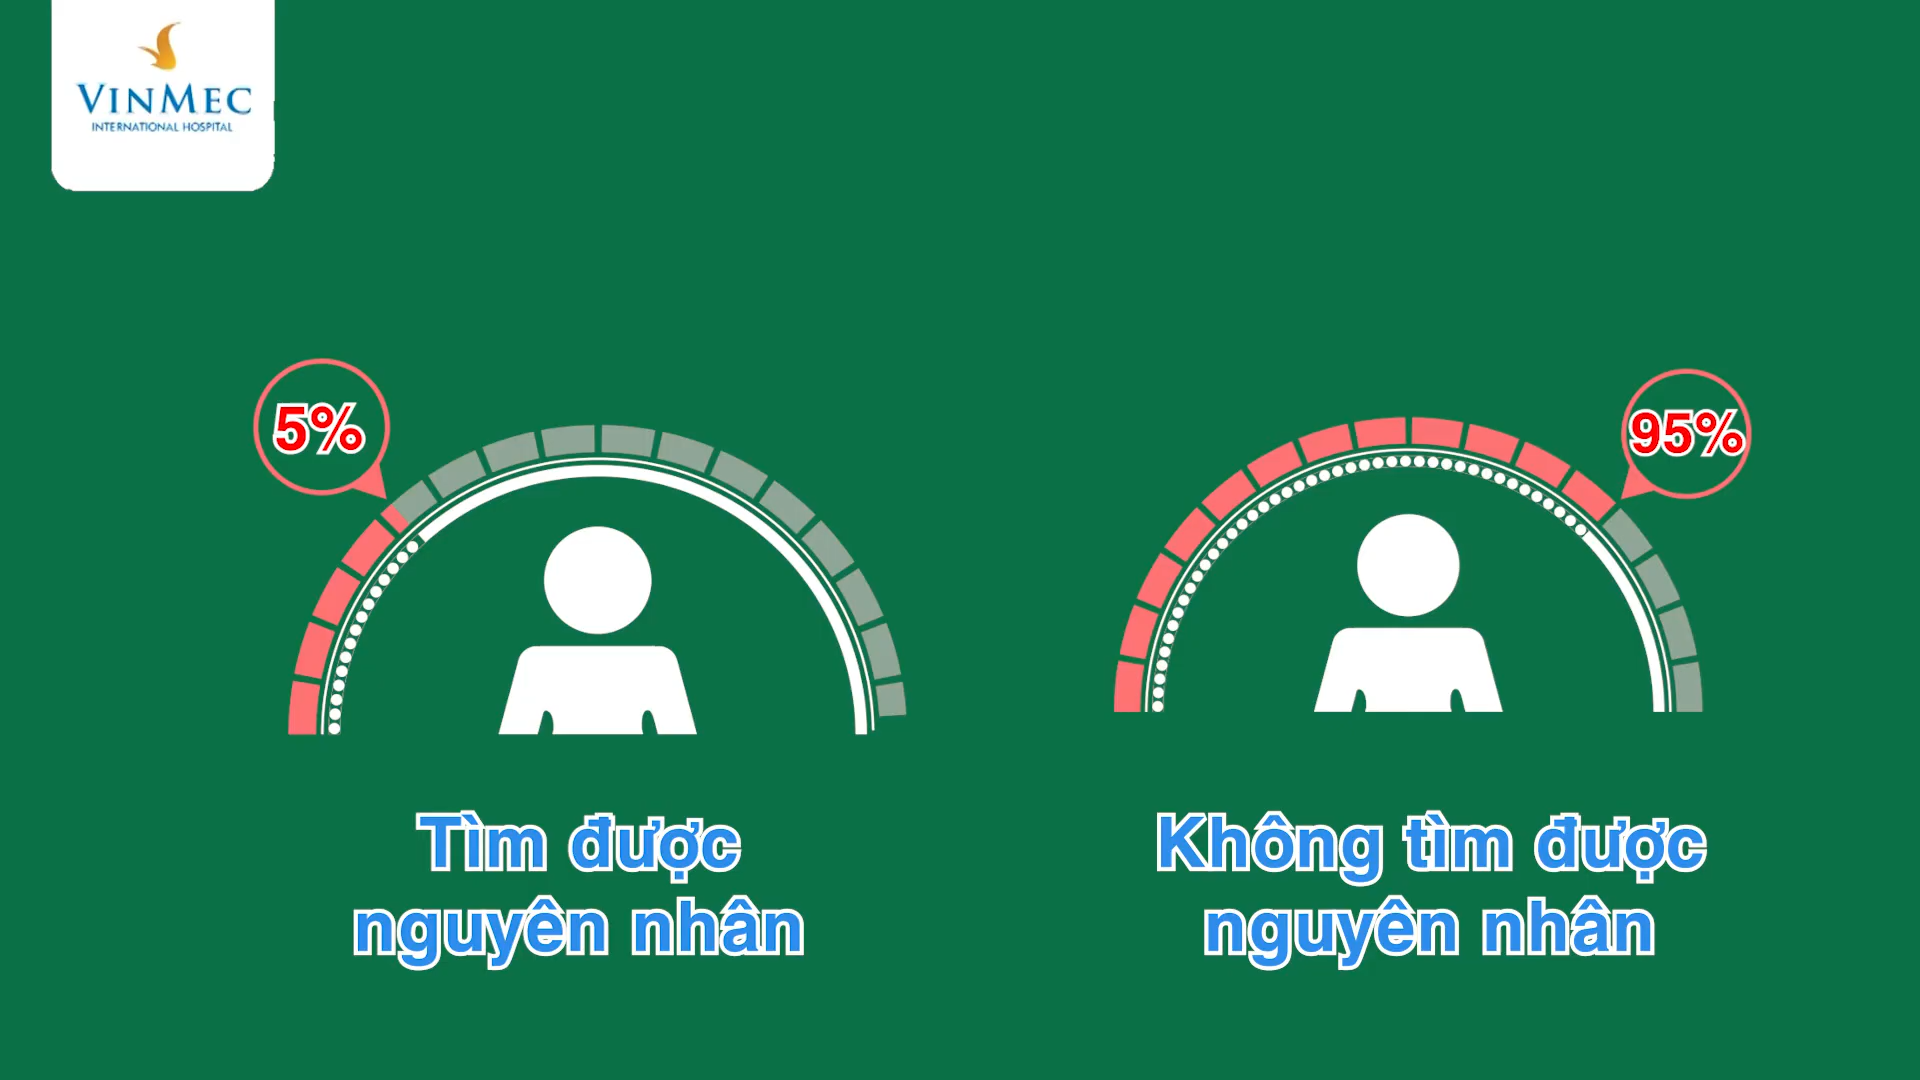 VINMEC
INTERNATIONAL HOSPITAL
5%
95%
Tìm được
nguyên nhân
Không tìm được
nguyên nhân